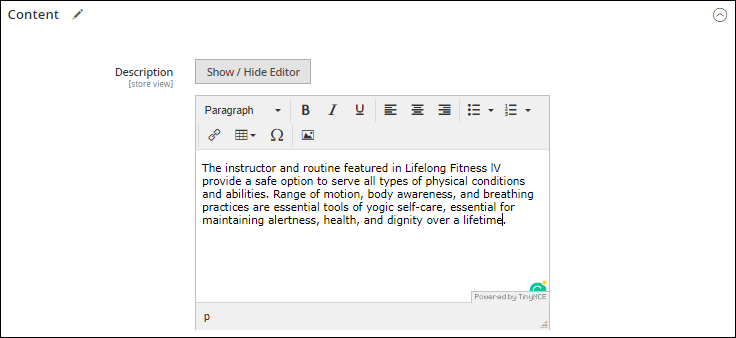 Content
Description
[store view]
Show / Hide Editor
Paragraph
B I U
Ω
The instructor and routine featured in Lifelong Fitness lV
provide a safe option to serve all types of physical conditions
and abilities. Range of motion, body awareness, and breathing
practices are essential tools of yogic self-care, essential for
maintaining alertness, health, and dignity over a lifetime.
Powered by TinyMCE
p